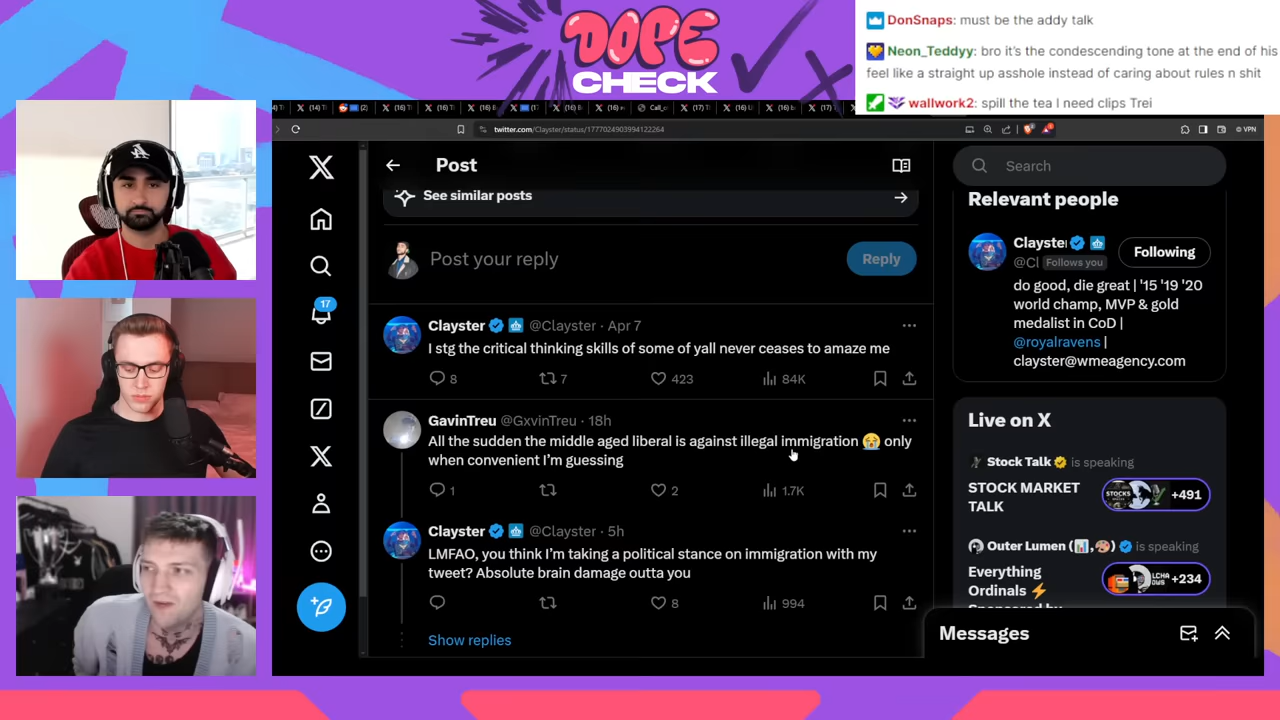 DOPE
CHECK
DonSnaps: must be the addy talk
Neon_Teddyy: bro it's the condescending tone at the end of his
feel like a straight up asshole instead of caring about rules n shit
wallwork2: spill the tea I need clips Trei
twitter.com/Clayster/status/1777024903994122264
VPN
Post
Search
See similar posts
Post your reply
Reply
17
Clayster @Clayster · Apr 7
I stg the critical thinking skills of some of yall never ceases to amaze me
8 7 423 84K
GavinTreu @GxvinTreu · 18h
All the sudden the middle aged liberal is against illegal immigration 😭 only
when convenient I'm guessing
1 2 1.7K
Clayster @Clayster · 5h
LMFAO, you think I'm taking a political stance on immigration with my
tweet? Absolute brain damage outta you
8 994
Show replies
Relevant people
Clayste
@Cl Follows you
Following
do good, die great | '15 '19 '20
world champ, MVP & gold
medalist in CoD |
@royalravens |
clayster@wmeagency.com
Live on X
Stock Talk is speaking
STOCK MARKET
TALK
+491
Outer Lumen is speaking
Everything
Ordinals ⚡
+234
Messages